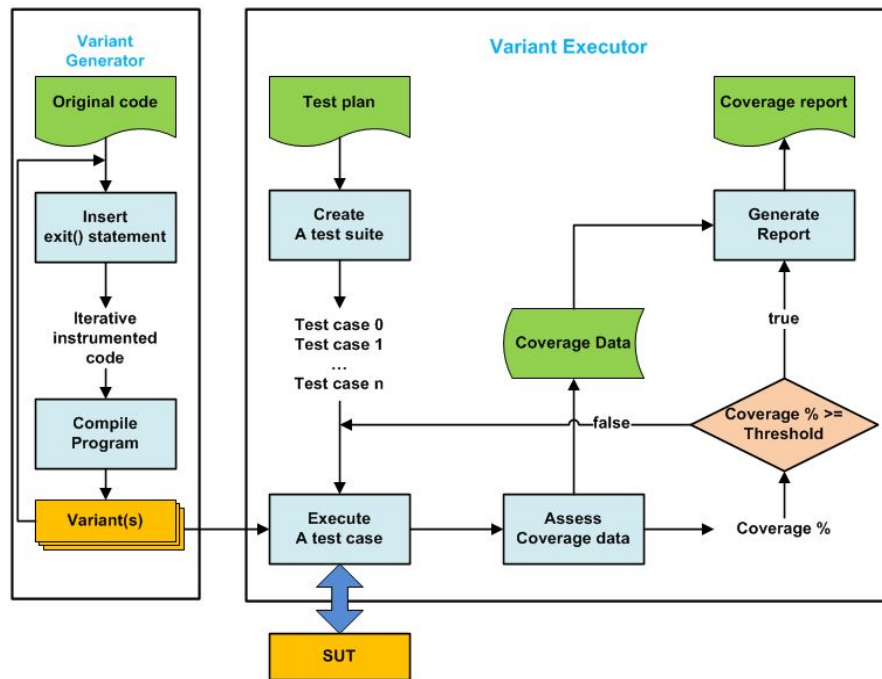 Variant
Generator
Original code
Insert
exit() statement
Iterative
instrumented
code
Compile
Program
Variant(s)
Variant Executor
Test plan
Create
A test suite
Test case 0
Test case 1
...
Test case n
Execute
A test case
SUT
Assess
Coverage data
Coverage Data
Coverage %
Coverage % >=
Threshold
false
true
Generate
Report
Coverage report